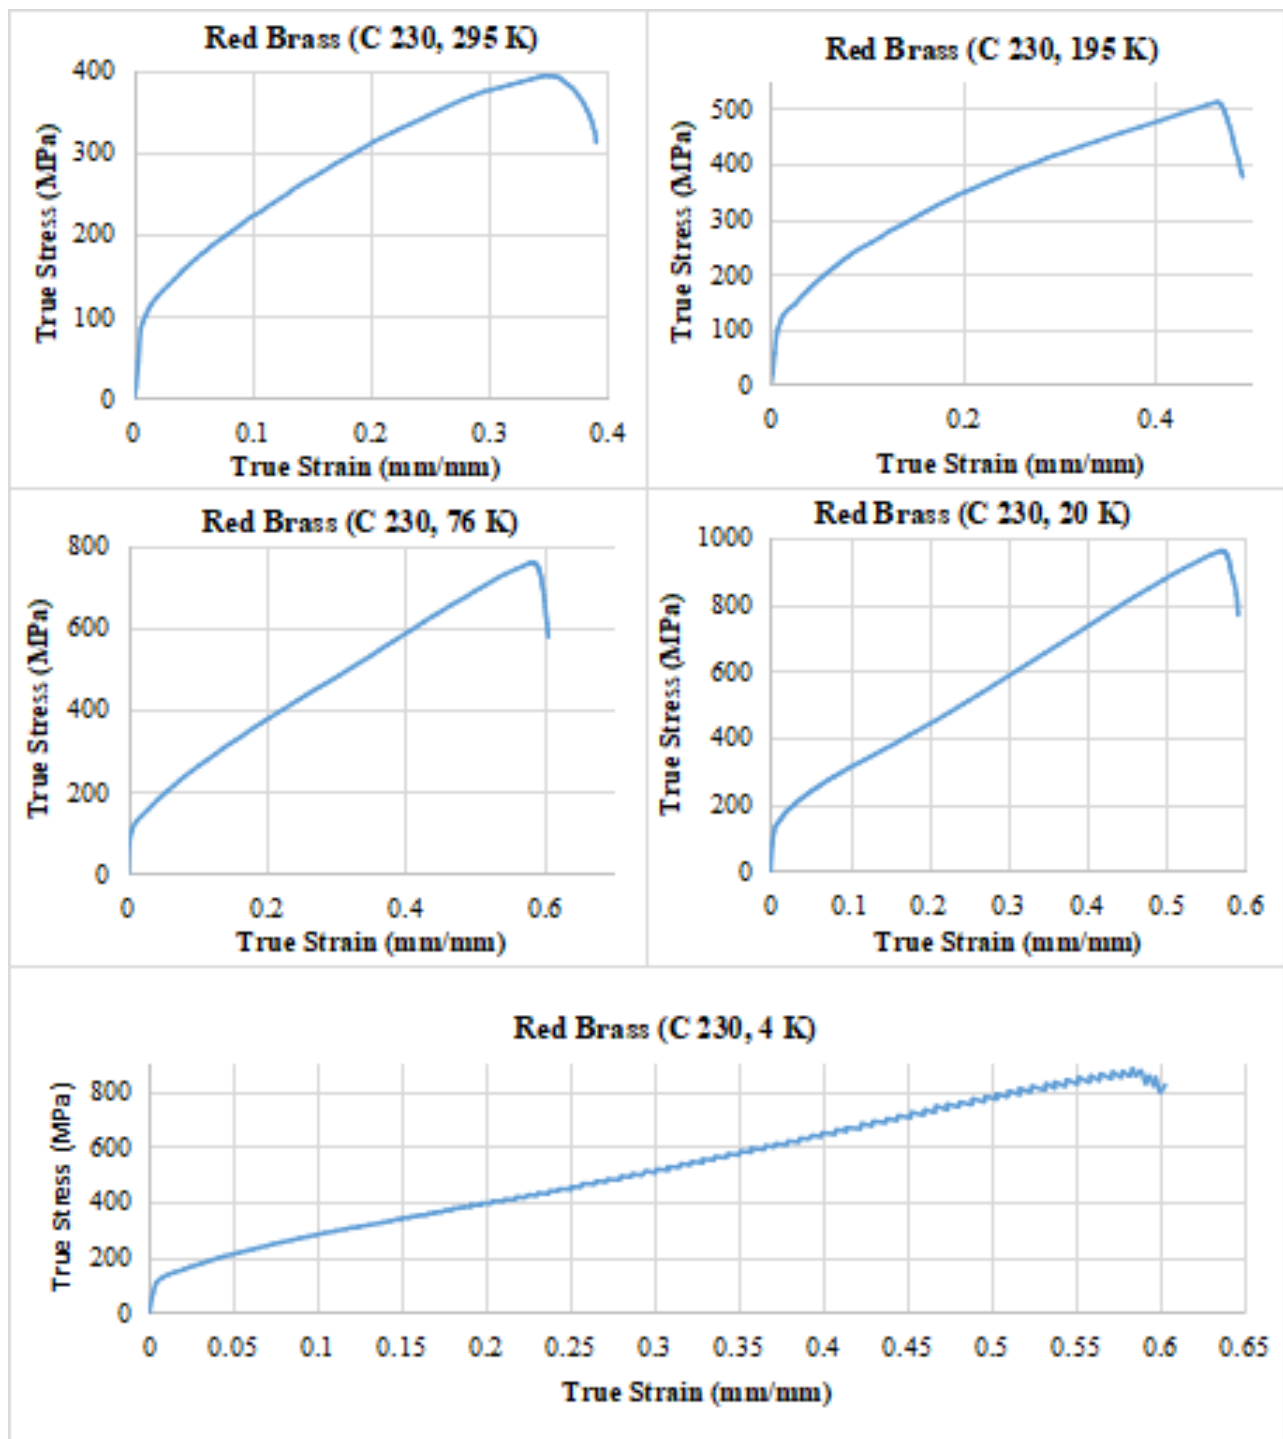 Red Brass (C 230, 295 K)
400
300
200
100
0
True Stress (MPa)
0 0.1 0.2 0.3 0.4
True Strain (mm/mm)
Red Brass (C 230, 195 K)
500
400
300
200
100
0
True Stress (MPa)
0 0.2 0.4
True Strain (mm/mm)
Red Brass (C 230, 76 K)
800
600
400
200
0
True Stress (MPa)
0 0.2 0.4 0.6
True Strain (mm/mm)
Red Brass (C 230, 20 K)
1000
800
600
400
200
0
True Stress (MPa)
0 0.1 0.2 0.3 0.4 0.5 0.6
True Strain (mm/mm)
Red Brass (C 230, 4 K)
800
600
400
200
0
True Stress (MPa)
0 0.05 0.1 0.15 0.2 0.25 0.3 0.35 0.4 0.45 0.5 0.55 0.6 0.65
True Strain (mm/mm)